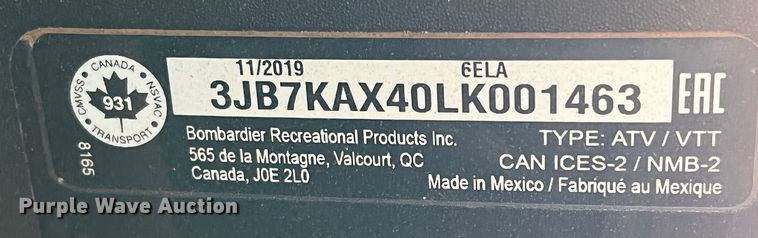 CANADA
CMVSS
NSVAC
931
TRANSPORT
8165
11/2019 6ELA
3JB7KAX40LK001463
EAC
Bombardier Recreational Products Inc.
565 de la Montagne, Valcourt, QC
Canada, J0E 2L0
TYPE: ATV / VTT
CAN ICES-2 / NMB-2
Made in Mexico / Fabriqué au Mexique
Purple Wave Auction